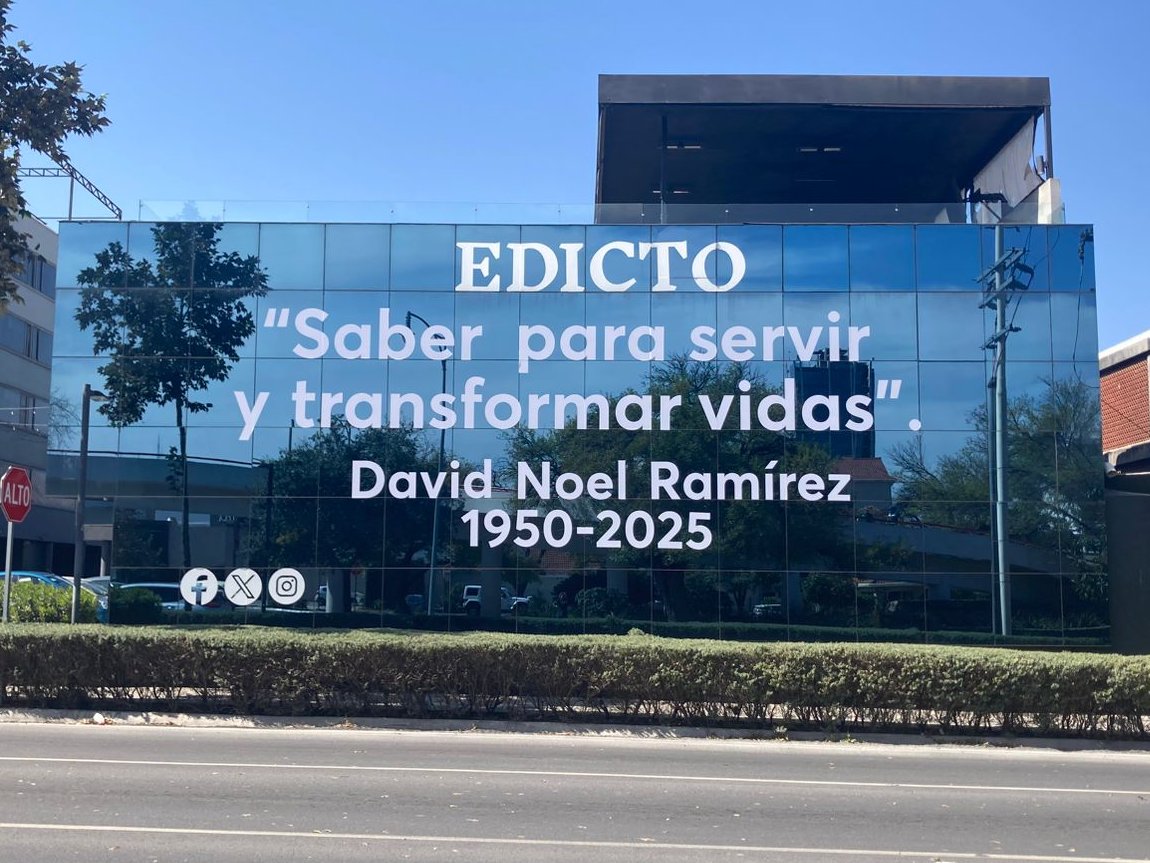 EDICTO
“Saber para servir
y transformar vidas”.
David Noel Ramírez
1950-2025
ALTO